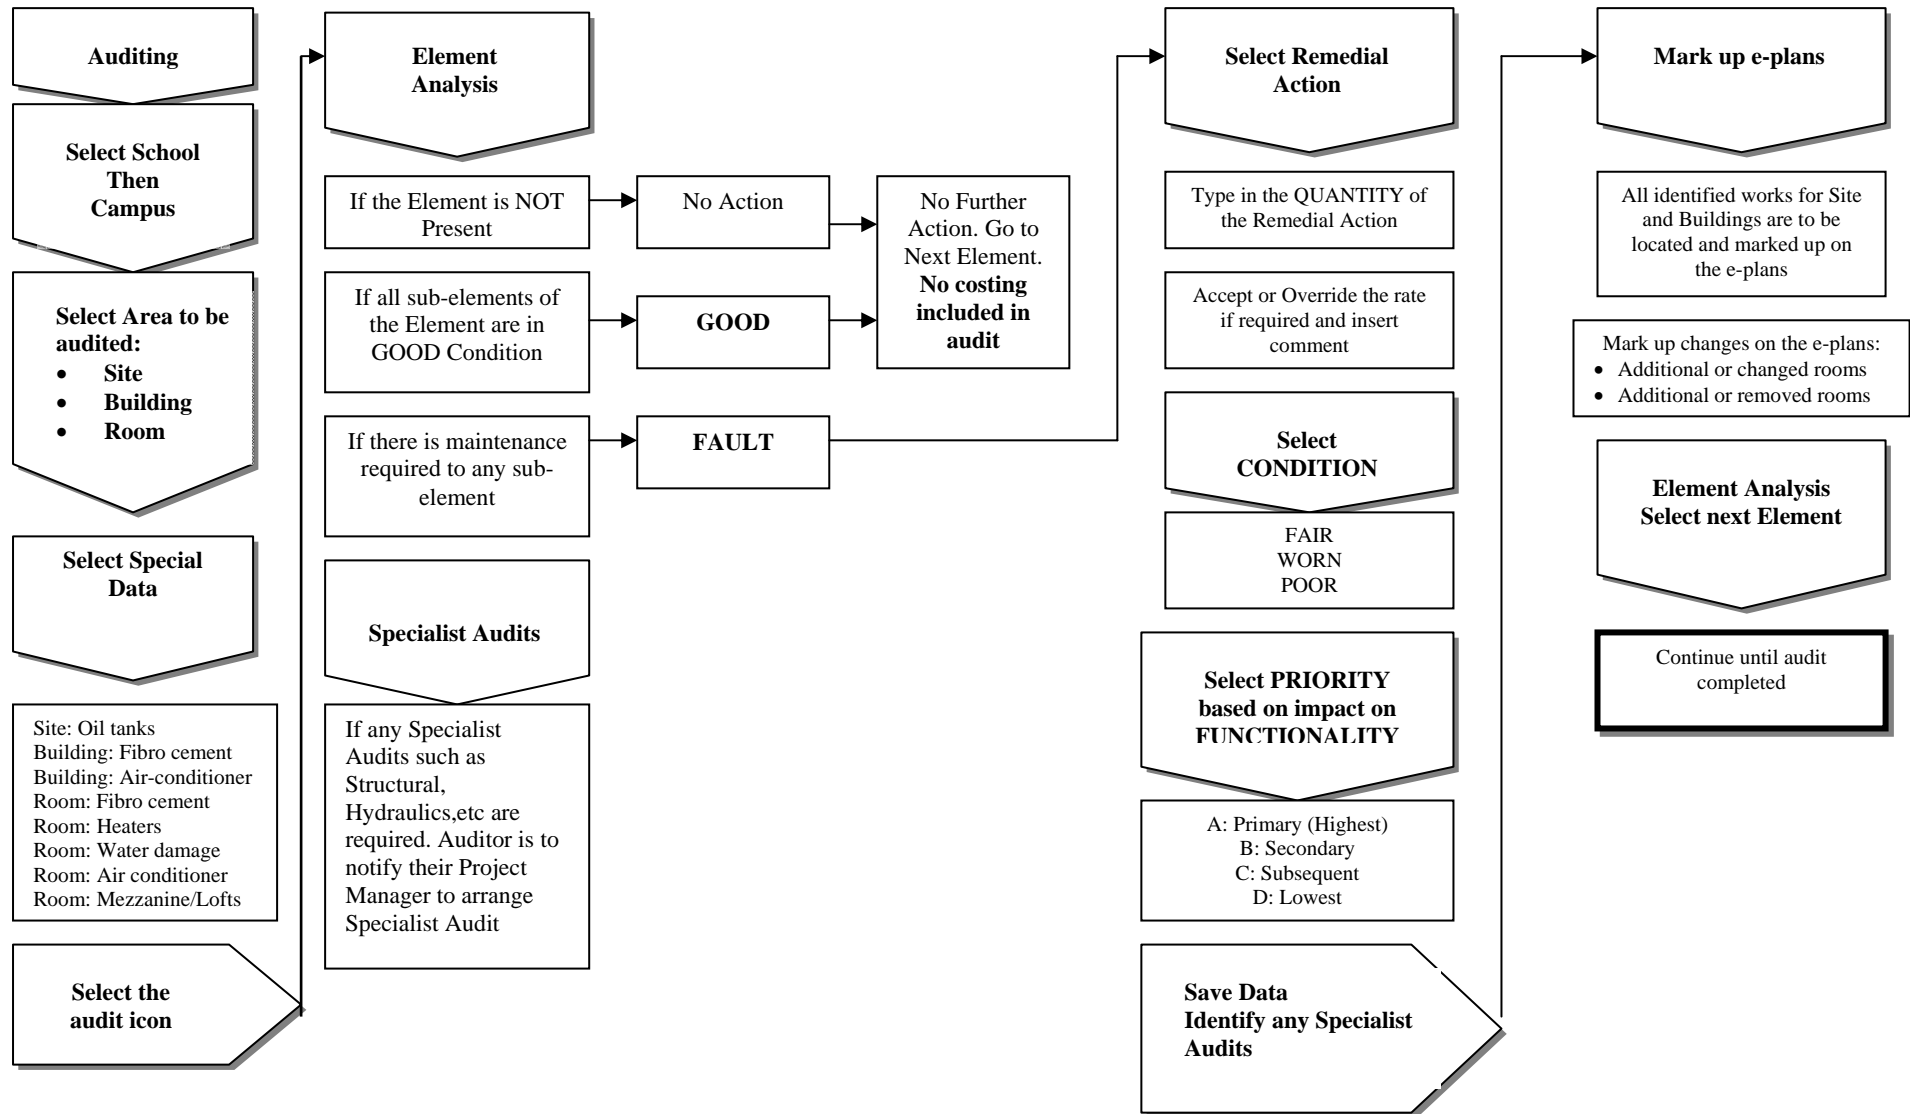 Auditing
Select School
Then
Campus
Select Area to be
audited:
• Site
• Building
• Room
Select Special
Data
Site: Oil tanks
Building: Fibro cement
Building: Air-conditioner
Room: Fibro cement
Room: Heaters
Room: Water damage
Room: Air conditioner
Room: Mezzanine/Lofts
Select the
audit icon
Element
Analysis
If the Element is NOT
Present
No Action
If all sub-elements of
the Element are in
GOOD Condition
GOOD
No Further
Action. Go to
Next Element.
No costing
included in
audit
If there is maintenance
required to any sub-
element
FAULT
Specialist Audits
If any Specialist
Audits such as
Structural,
Hydraulics,etc are
required. Auditor is to
notify their Project
Manager to arrange
Specialist Audit
Select Remedial
Action
Type in the QUANTITY of
the Remedial Action
Accept or Override the rate
if required and insert
comment
Select
CONDITION
FAIR
WORN
POOR
Select PRIORITY
based on impact on
FUNCTIONALITY
A: Primary (Highest)
B: Secondary
C: Subsequent
D: Lowest
Save Data
Identify any Specialist
Audits
Mark up e-plans
All identified works for Site
and Buildings are to be
located and marked up on
the e-plans
Mark up changes on the e-plans:
• Additional or changed rooms
• Additional or removed rooms
Element Analysis
Select next Element
Continue until audit
completed